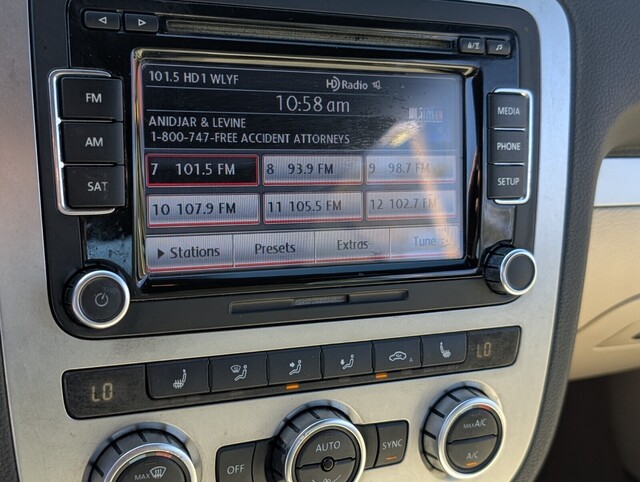 FM
AM
SAT
101.5 HD1 WLYF
HD Radio
10:58 am
ANIDJAR & LEVINE
1-800-747-FREE ACCIDENT ATTORNEYS
7 101.5 FM 8 93.9 FM 9 98.7 FM
10 107.9 FM 11 105.5 FM 12 102.7 FM
Stations Presets Extras Tune
MEDIA
PHONE
SETUP
LO
LO
MAX
OFF
AUTO
SYNC
MAX A/C
A/C